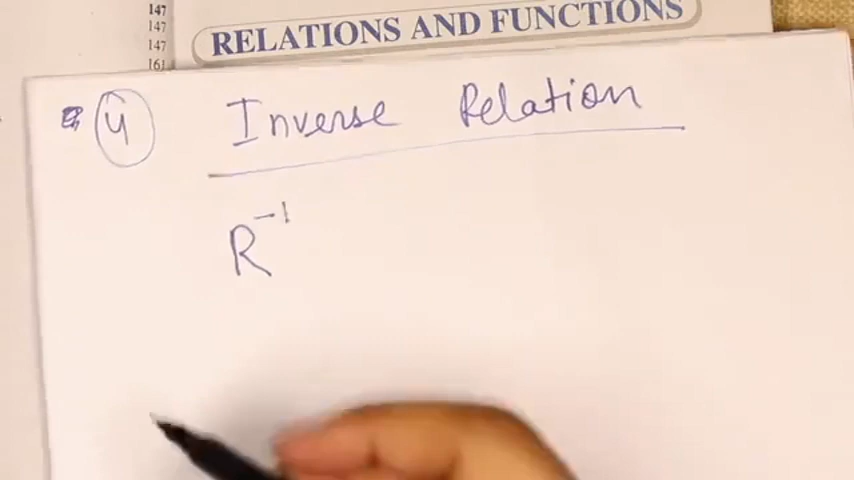 147
147
147
161
RELATIONS AND FUNCTIONS
4 Inverse Relation
R⁻¹